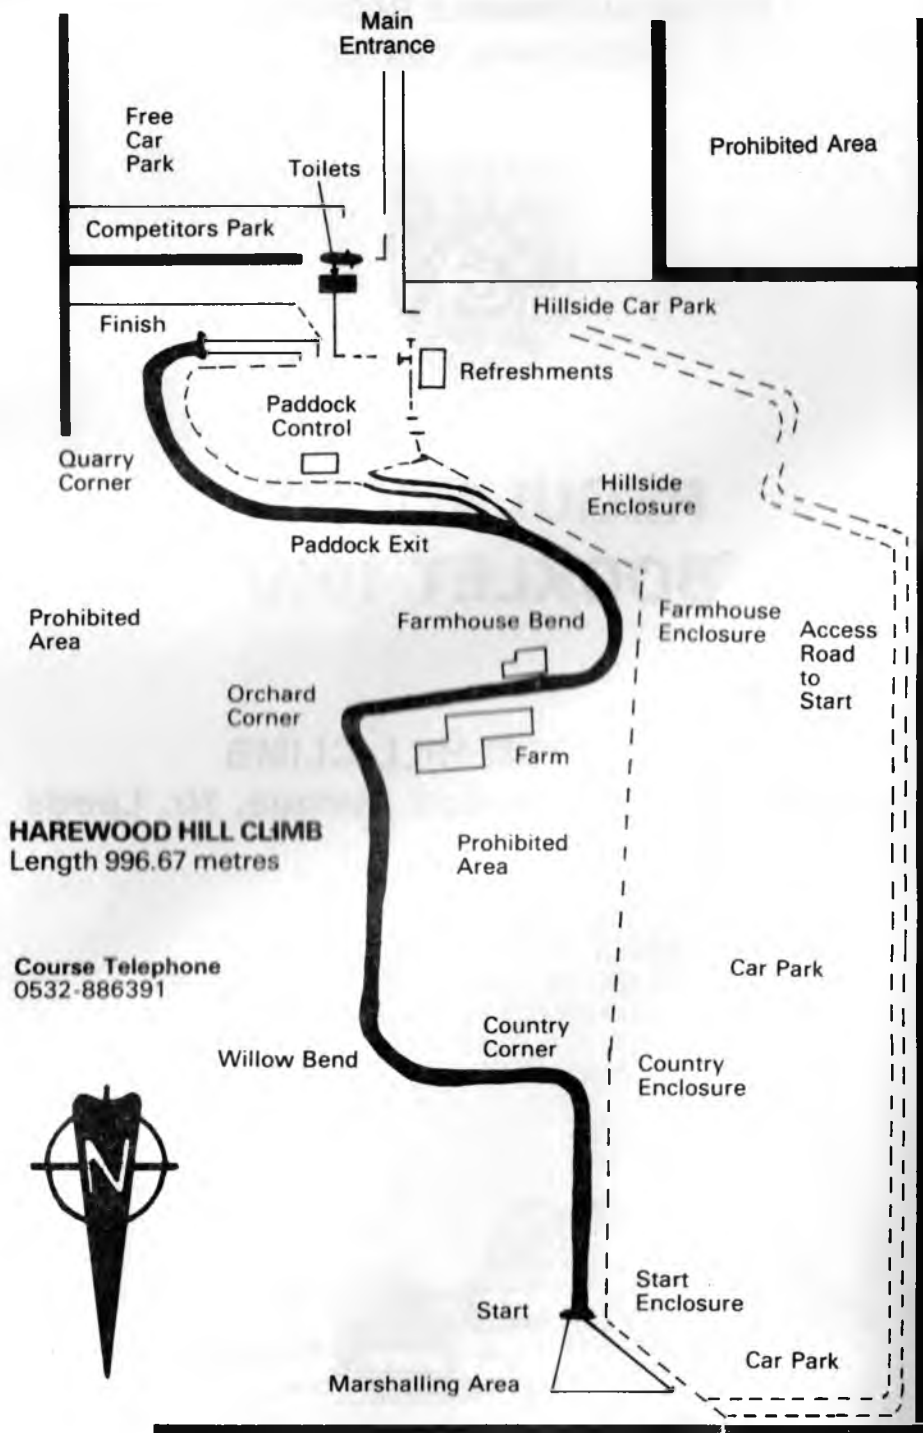 Main
Entrance
Free
Car
Park
Toilets
Prohibited Area
Competitors Park
Hillside Car Park
Finish
Refreshments
Paddock
Control
Quarry
Corner
Hillside
Enclosure
Paddock Exit
Prohibited
Area
Farmhouse Bend
Farmhouse
Enclosure
Access
Road
to
Start
Orchard
Corner
Farm
HAREWOOD HILL CLIMB
Length 996.67 metres
Prohibited
Area
Course Telephone
0532-886391
Car Park
Country
Corner
Willow Bend
Country
Enclosure
N
Start
Enclosure
Start
Car Park
Marshalling Area